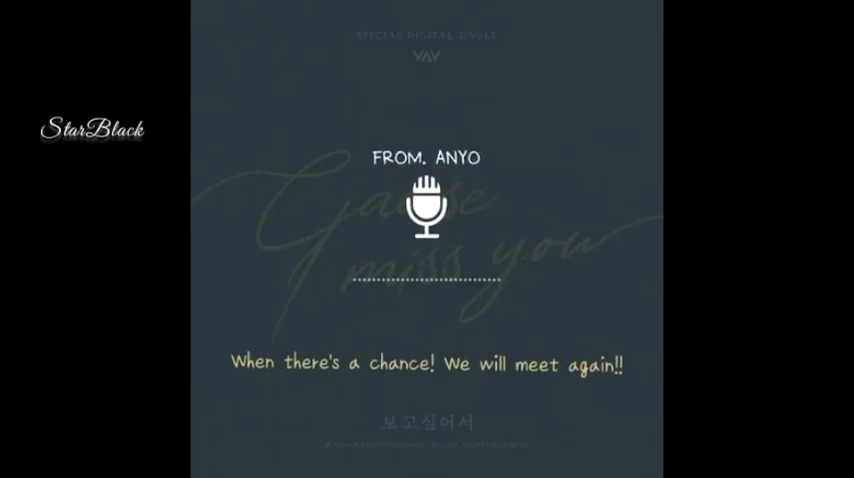 SPECIAL DIGITAL SINGLE
VAV
StarBlack
FROM. ANYO
miss you
When there's a chance! We will meet again!!
보고싶어서